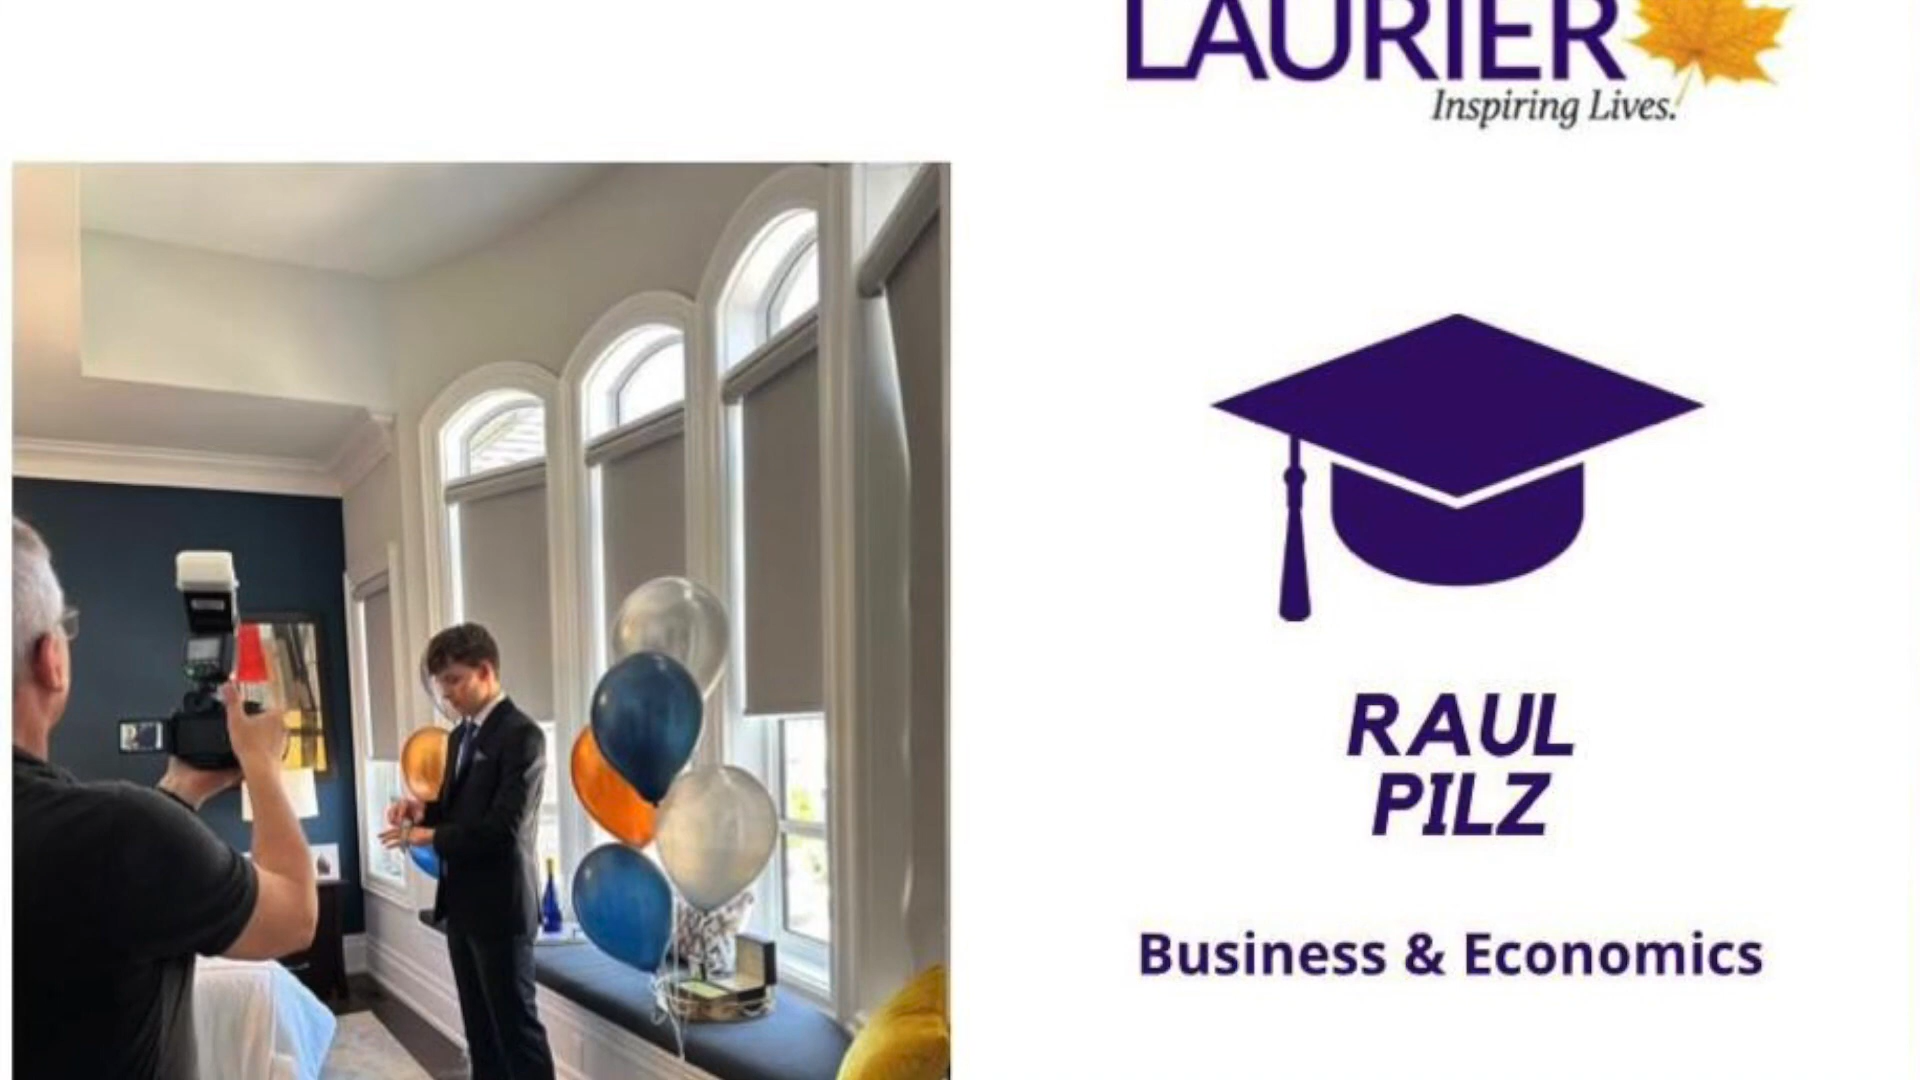 LAURIER
Inspiring Lives.
RAUL
PILZ
Business & Economics